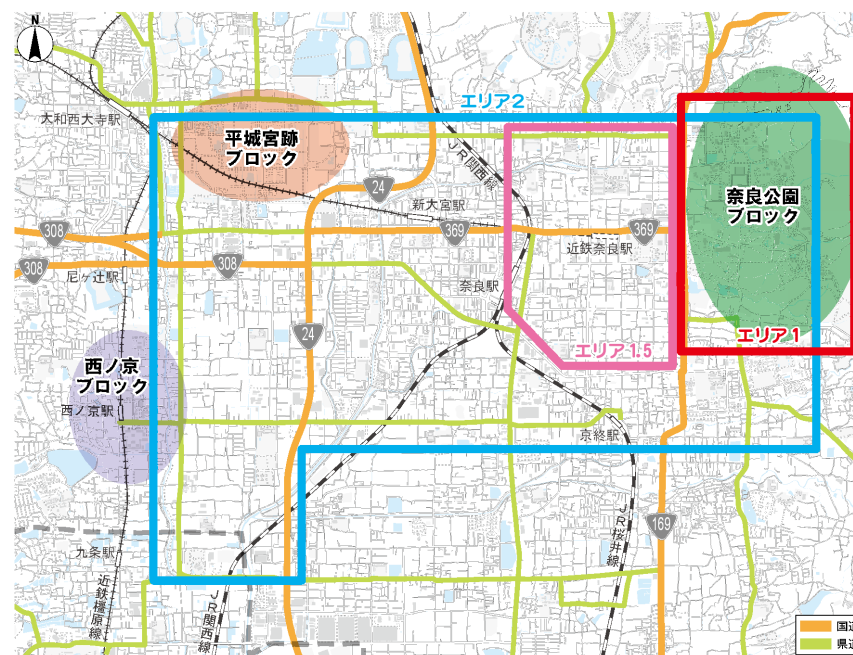 N
エリア2
大和西大寺駅
平城宮跡
ブロック
JR関西線
24
新大宮駅
奈良公園
ブロック
308
369
369
近鉄奈良駅
308
308
尼ヶ辻駅
奈良駅
24
エリア1
エリア1.5
西ノ京
ブロック
西ノ京駅
京終駅
169
JR桜井線
九条駅
近鉄橿原線
JR関西線
国道
県道